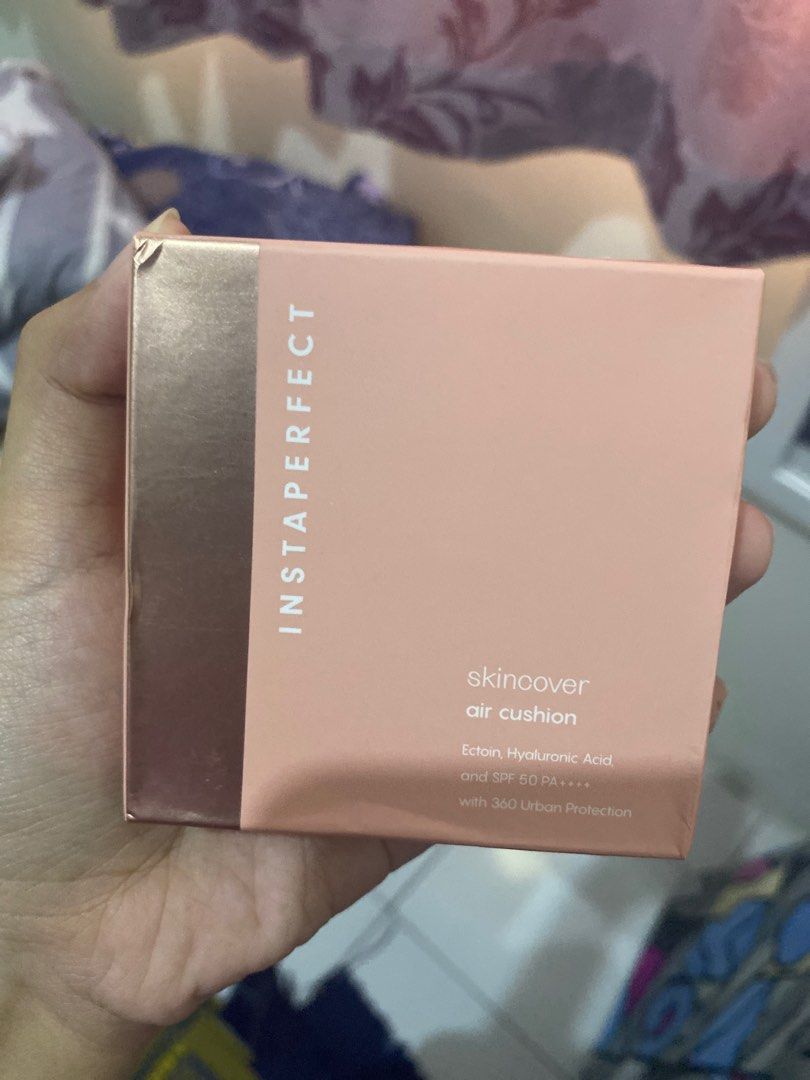 INSTAPERFECT
skincover
air cushion
Ectoin, Hyaluronic Acid,
and SPF 50 PA++++
with 360 Urban Protection